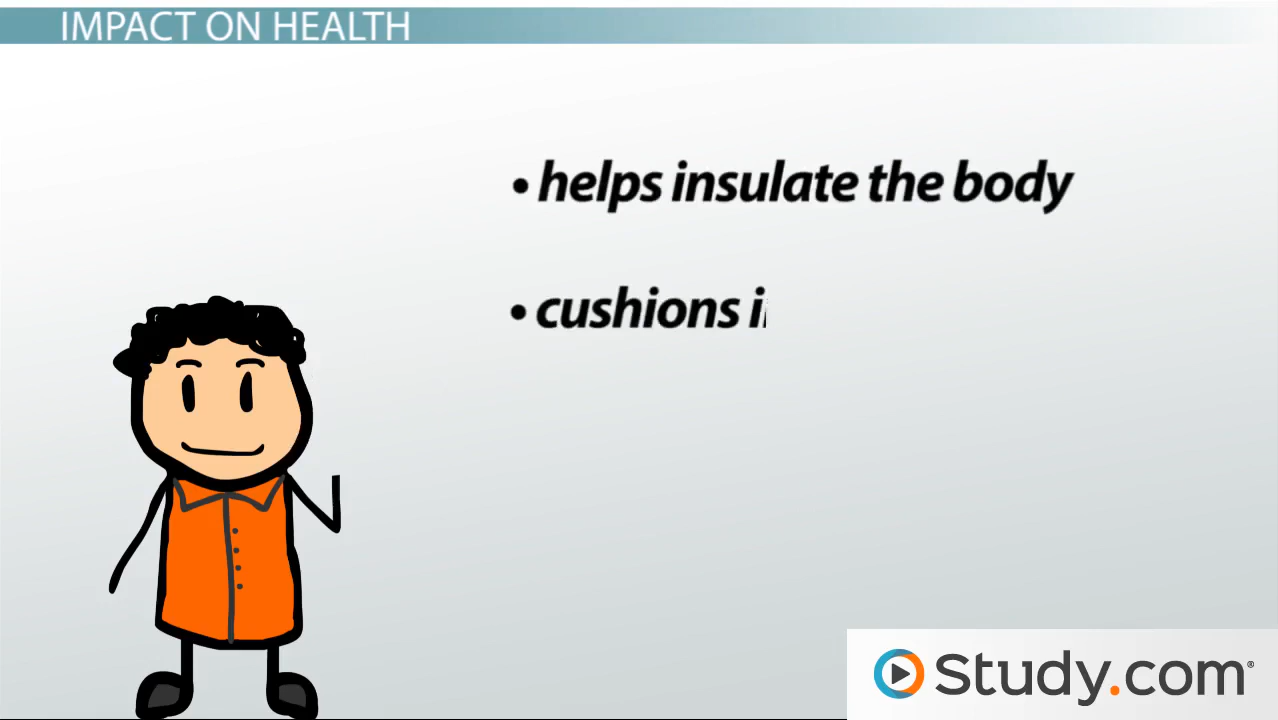 IMPACT ON HEALTH
• helps insulate the body
• cushions i
Study.com®